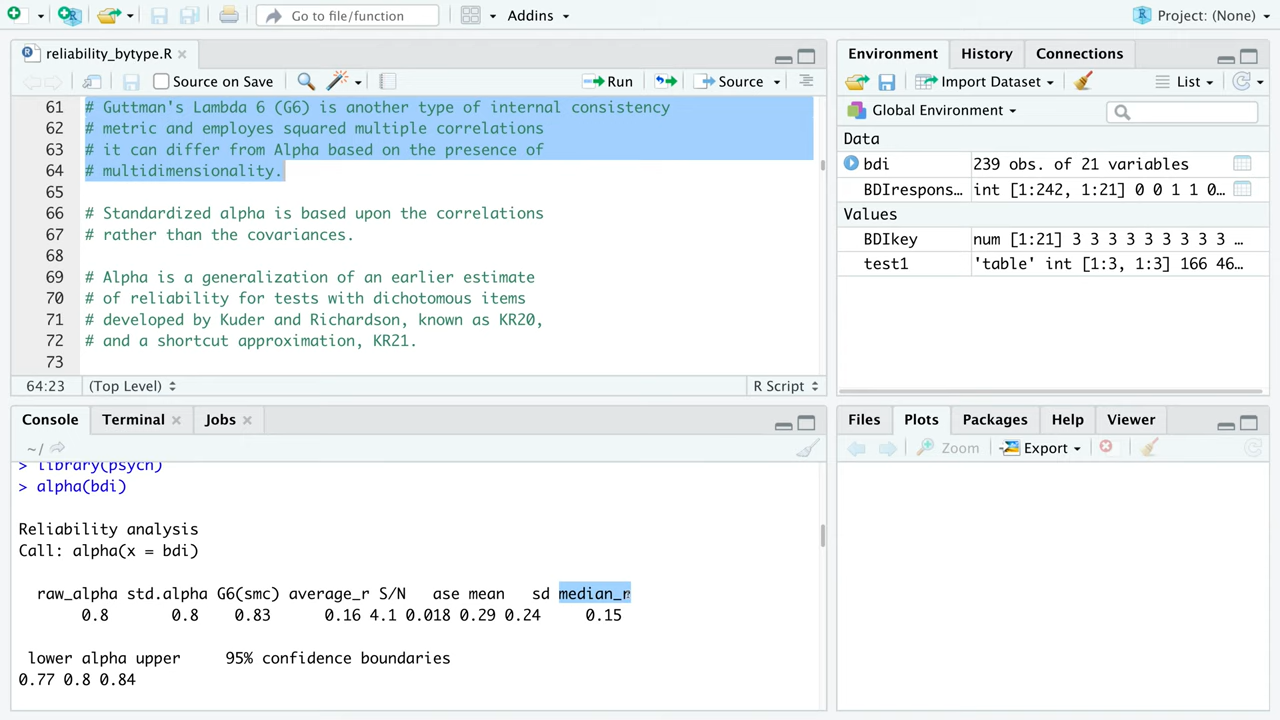 Go to file/function
Addins
Project: (None)
reliability_bytype.R
Source on Save
Run
Source
61 # Guttman's Lambda 6 (G6) is another type of internal consistency
62 # metric and employes squared multiple correlations
63 # it can differ from Alpha based on the presence of
64 # multidimensionality.
65
66 # Standardized alpha is based upon the correlations
67 # rather than the covariances.
68
69 # Alpha is a generalization of an earlier estimate
70 # of reliability for tests with dichotomous items
71 # developed by Kuder and Richardson, known as KR20,
72 # and a shortcut approximation, KR21.
73
64:23 (Top Level) R Script
Console Terminal Jobs
~/
> library(psych)
> alpha(bdi)
Reliability analysis
Call: alpha(x = bdi)
raw_alpha std.alpha G6(smc) average_r S/N ase mean sd median_r
0.8 0.8 0.83 0.16 4.1 0.018 0.29 0.24 0.15
lower alpha upper 95% confidence boundaries
0.77 0.8 0.84
Environment History Connections
Import Dataset List
Global Environment
Data
bdi 239 obs. of 21 variables
BDIrespons… int [1:242, 1:21] 0 0 1 1 0…
Values
BDIkey num [1:21] 3 3 3 3 3 3 3 3 3 …
test1 'table' int [1:3, 1:3] 166 46…
Files Plots Packages Help Viewer
Zoom Export